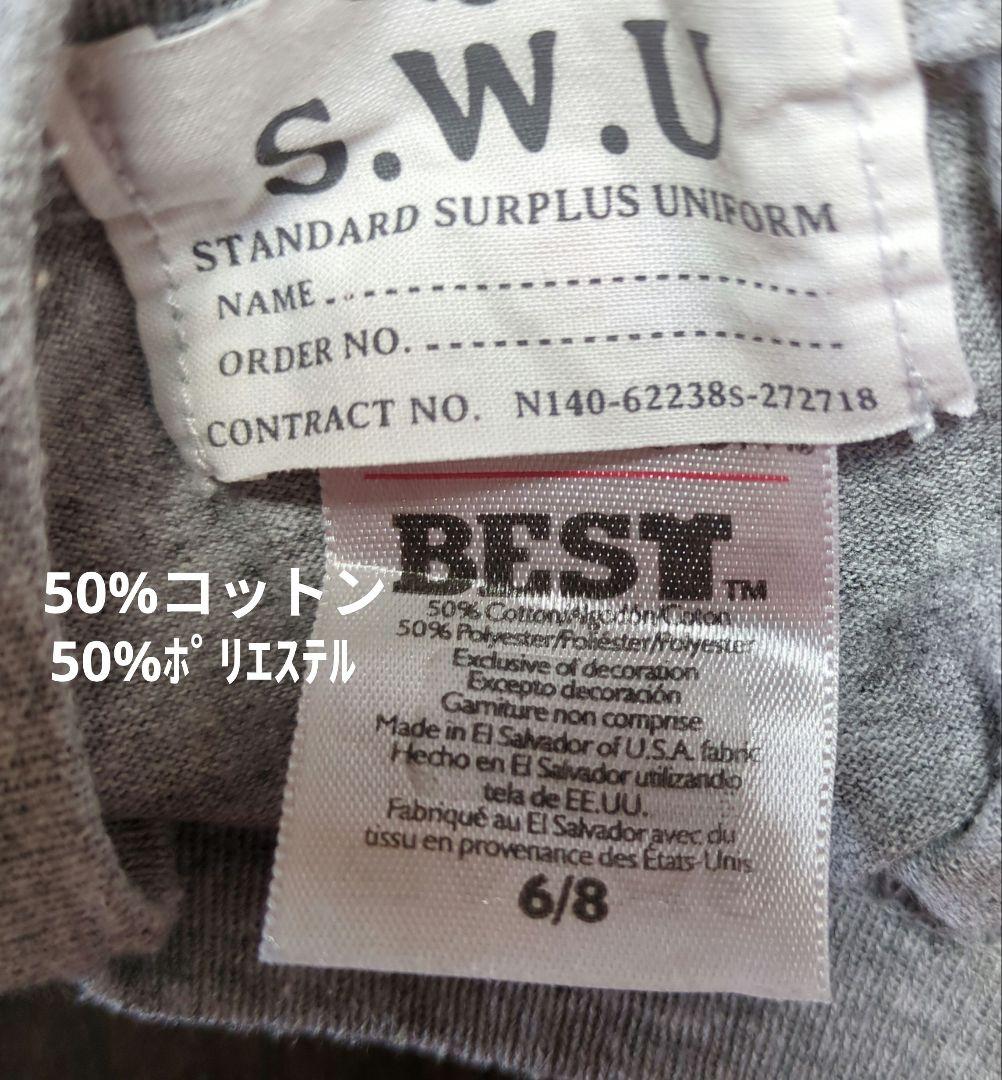 S.W.U
STANDARD SURPLUS UNIFORM
NAME
ORDER NO.
CONTRACT NO. N140-62238S-272718
BEST™
50% Cotton/Algodón/Coton
50% Polyester/Poliéster/Polyester
Exclusive of decoration
Excepto decoración
Garniture non comprise
Made in El Salvador of U.S.A. fabric
Hecho en El Salvador utilizando
tela de EE.UU.
Fabriqué au El Salvador avec du
tissu en provenance des États-Unis
6/8
50%コットン
50%ﾎﾟﾘｴｽﾃﾙ